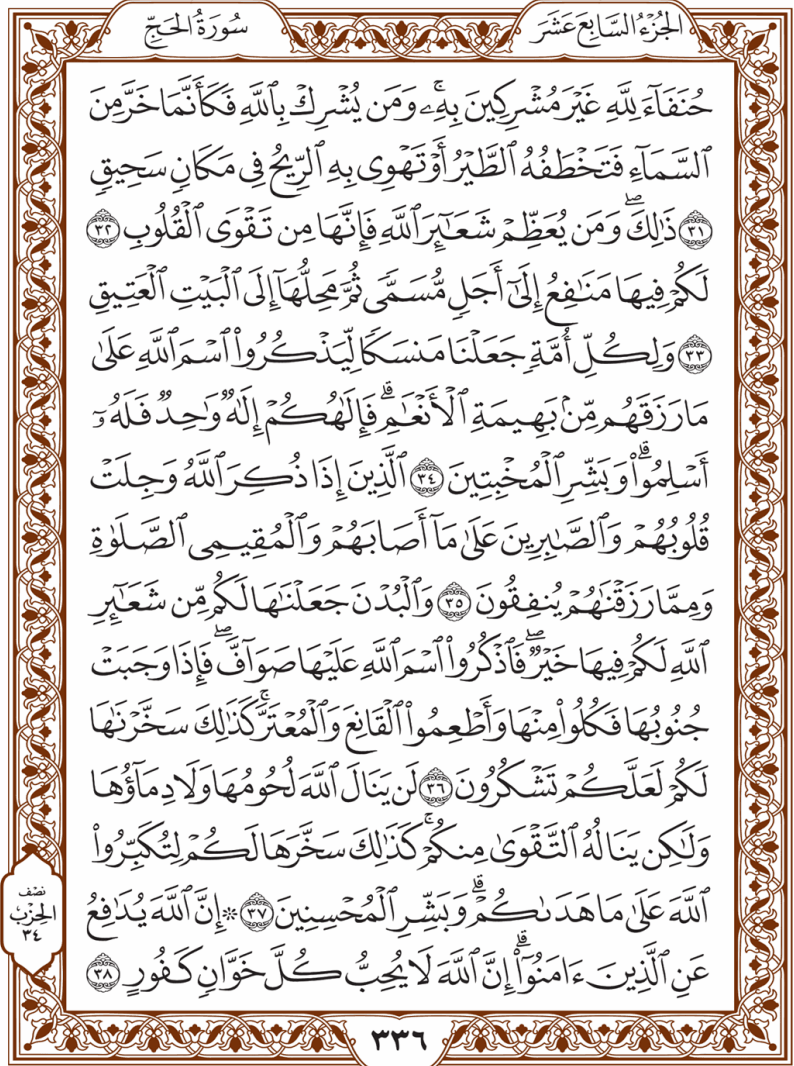 الجُزْءُ السَّابِعَ عَشَرَ
سُورَةُ الحَجِّ
حُنَفَآءَ لِلَّهِ غَيْرَ مُشْرِكِينَ بِهِۦۚ وَمَن يُشْرِكْ بِٱللَّهِ فَكَأَنَّمَا خَرَّ مِنَ
ٱلسَّمَآءِ فَتَخْطَفُهُ ٱلطَّيْرُ أَوْ تَهْوِى بِهِ ٱلرِّيحُ فِى مَكَانٍ سَحِيقٍ
٣١ ذَٰلِكَۖ وَمَن يُعَظِّمْ شَعَٰٓئِرَ ٱللَّهِ فَإِنَّهَا مِن تَقْوَى ٱلْقُلُوبِ ٣٢
لَكُمْ فِيهَا مَنَٰفِعُ إِلَىٰٓ أَجَلٍ مُّسَمًّى ثُمَّ مَحِلُّهَآ إِلَى ٱلْبَيْتِ ٱلْعَتِيقِ
٣٣ وَلِكُلِّ أُمَّةٍ جَعَلْنَا مَنسَكًا لِّيَذْكُرُوا۟ ٱسْمَ ٱللَّهِ عَلَىٰ
مَا رَزَقَهُم مِّنۢ بَهِيمَةِ ٱلْأَنْعَٰمِۗ فَإِلَٰهُكُمْ إِلَٰهٌ وَٰحِدٌ فَلَهُۥٓ
أَسْلِمُوا۟ۗ وَبَشِّرِ ٱلْمُخْبِتِينَ ٣٤ ٱلَّذِينَ إِذَا ذُكِرَ ٱللَّهُ وَجِلَتْ
قُلُوبُهُمْ وَٱلصَّٰبِرِينَ عَلَىٰ مَآ أَصَابَهُمْ وَٱلْمُقِيمِى ٱلصَّلَوٰةِ
وَمِمَّا رَزَقْنَٰهُمْ يُنفِقُونَ ٣٥ وَٱلْبُدْنَ جَعَلْنَٰهَا لَكُم مِّن شَعَٰٓئِرِ
ٱللَّهِ لَكُمْ فِيهَا خَيْرٌۖ فَٱذْكُرُوا۟ ٱسْمَ ٱللَّهِ عَلَيْهَا صَوَآفَّۖ فَإِذَا وَجَبَتْ
جُنُوبُهَا فَكُلُوا۟ مِنْهَا وَأَطْعِمُوا۟ ٱلْقَانِعَ وَٱلْمُعْتَرَّۚ كَذَٰلِكَ سَخَّرْنَٰهَا
لَكُمْ لَعَلَّكُمْ تَشْكُرُونَ ٣٦ لَن يَنَالَ ٱللَّهَ لُحُومُهَا وَلَا دِمَآؤُهَا
وَلَٰكِن يَنَالُهُ ٱلتَّقْوَىٰ مِنكُمْۚ كَذَٰلِكَ سَخَّرَهَا لَكُمْ لِتُكَبِّرُوا۟
ٱللَّهَ عَلَىٰ مَا هَدَىٰكُمْۗ وَبَشِّرِ ٱلْمُحْسِنِينَ ٣٧ ۞ إِنَّ ٱللَّهَ يُدَٰفِعُ
عَنِ ٱلَّذِينَ ءَامَنُوٓا۟ۗ إِنَّ ٱللَّهَ لَا يُحِبُّ كُلَّ خَوَّانٍ كَفُورٍ ٣٨
نصف
الحزب
٣٤
٣٣٦